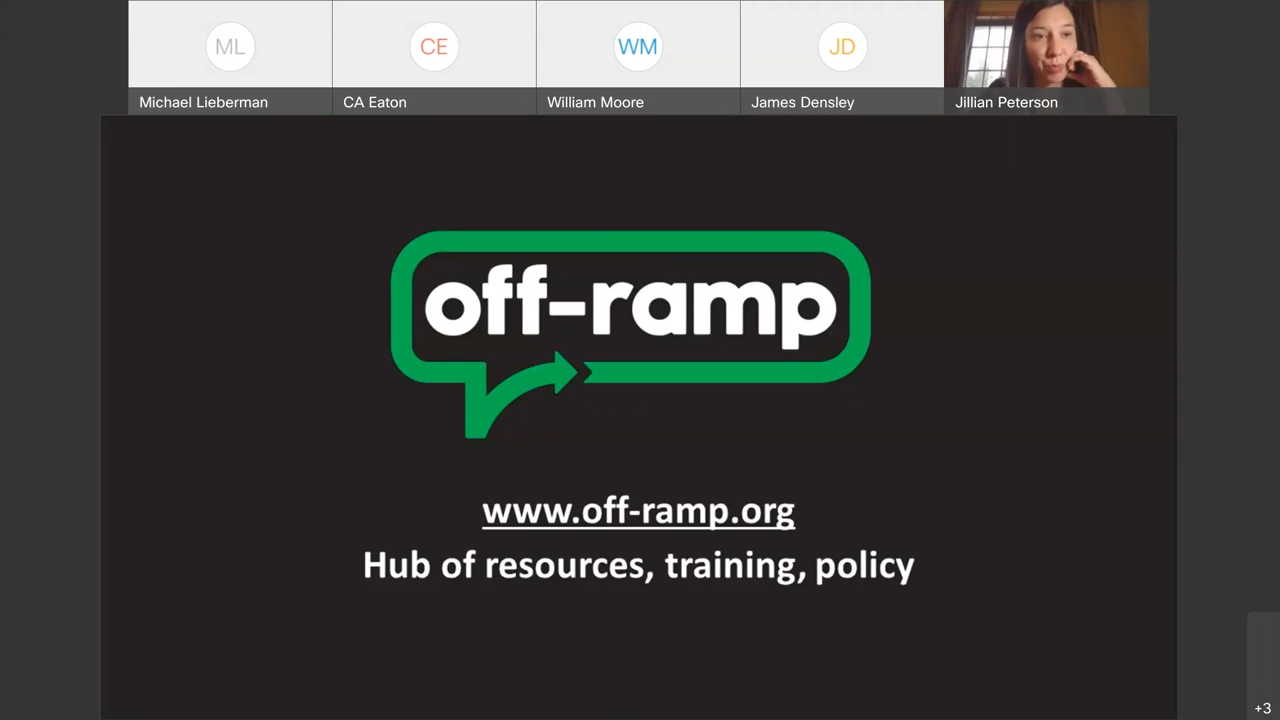 ML
CE
WM
JD
Michael Lieberman
CA Eaton
William Moore
James Densley
Jillian Peterson
off-ramp
www.off-ramp.org
Hub of resources, training, policy
+3